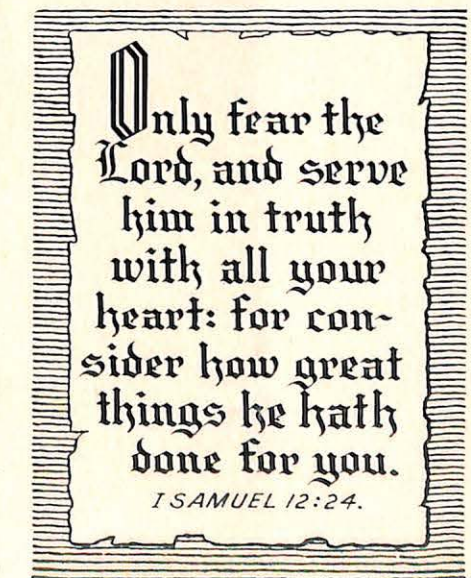 Only fear the
Lord, and serve
him in truth
with all your
heart: for con-
sider how great
things he hath
done for you.
I SAMUEL 12:24.